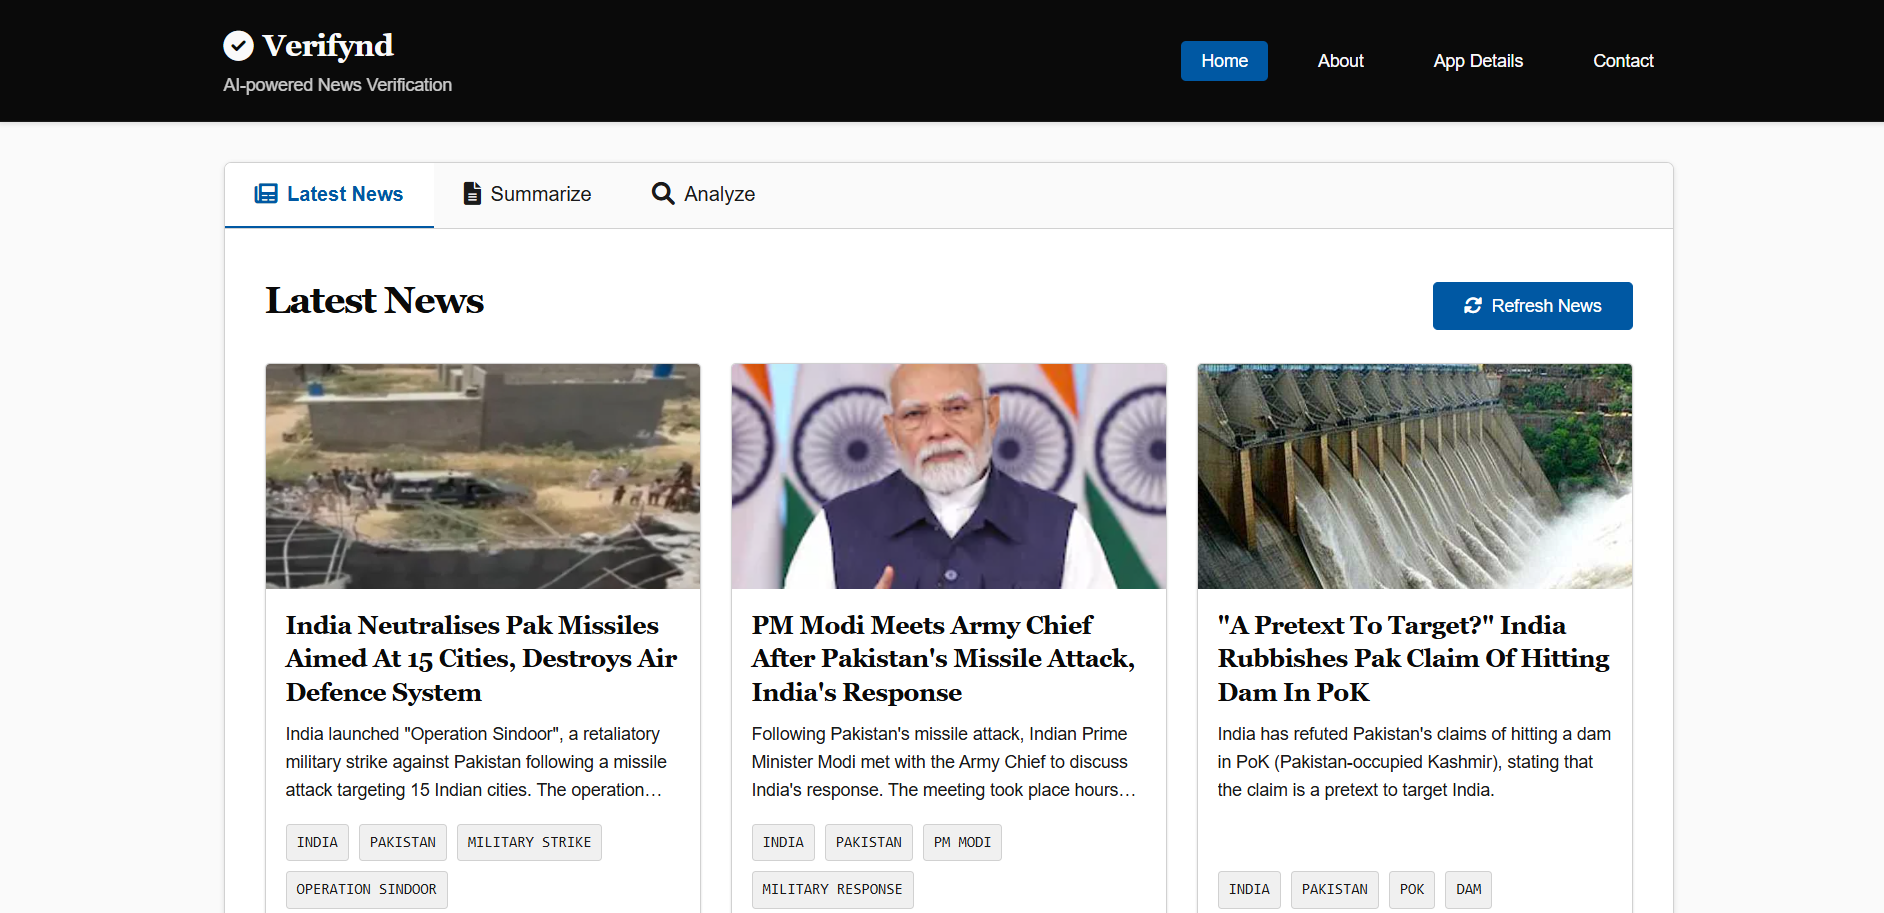 Verifynd
AI-powered News Verification
Home
About
App Details
Contact
Latest News
Summarize
Analyze
Latest News
Refresh News
POLICE
India Neutralises Pak Missiles
Aimed At 15 Cities, Destroys Air
Defence System
India launched "Operation Sindoor", a retaliatory
military strike against Pakistan following a missile
attack targeting 15 Indian cities. The operation…
INDIA
PAKISTAN
MILITARY STRIKE
OPERATION SINDOOR
PM Modi Meets Army Chief
After Pakistan's Missile Attack,
India's Response
Following Pakistan's missile attack, Indian Prime
Minister Modi met with the Army Chief to discuss
India's response. The meeting took place hours…
INDIA
PAKISTAN
PM MODI
MILITARY RESPONSE
"A Pretext To Target?" India
Rubbishes Pak Claim Of Hitting
Dam In PoK
India has refuted Pakistan's claims of hitting a dam
in PoK (Pakistan-occupied Kashmir), stating that
the claim is a pretext to target India.
INDIA
PAKISTAN
POK
DAM